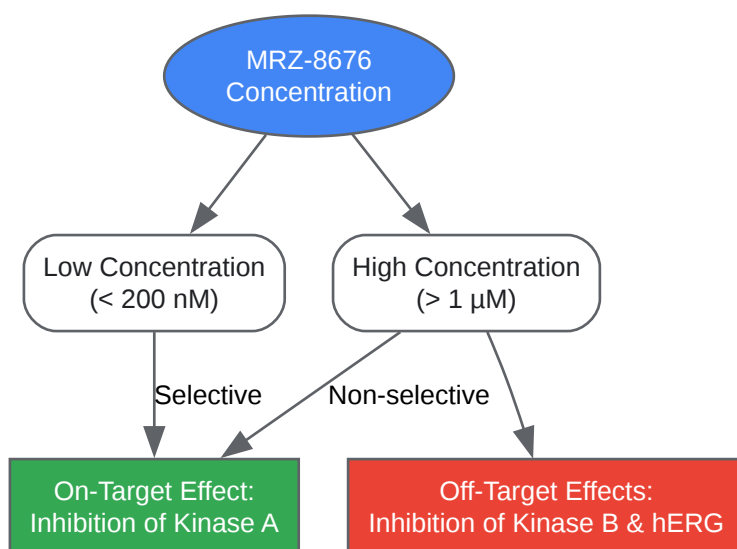 MRZ-8676
Concentration
Low Concentration
(< 200 nM)
High Concentration
(> 1 µM)
Selective
Non-selective
On-Target Effect:
Inhibition of Kinase A
Off-Target Effects:
Inhibition of Kinase B & hERG